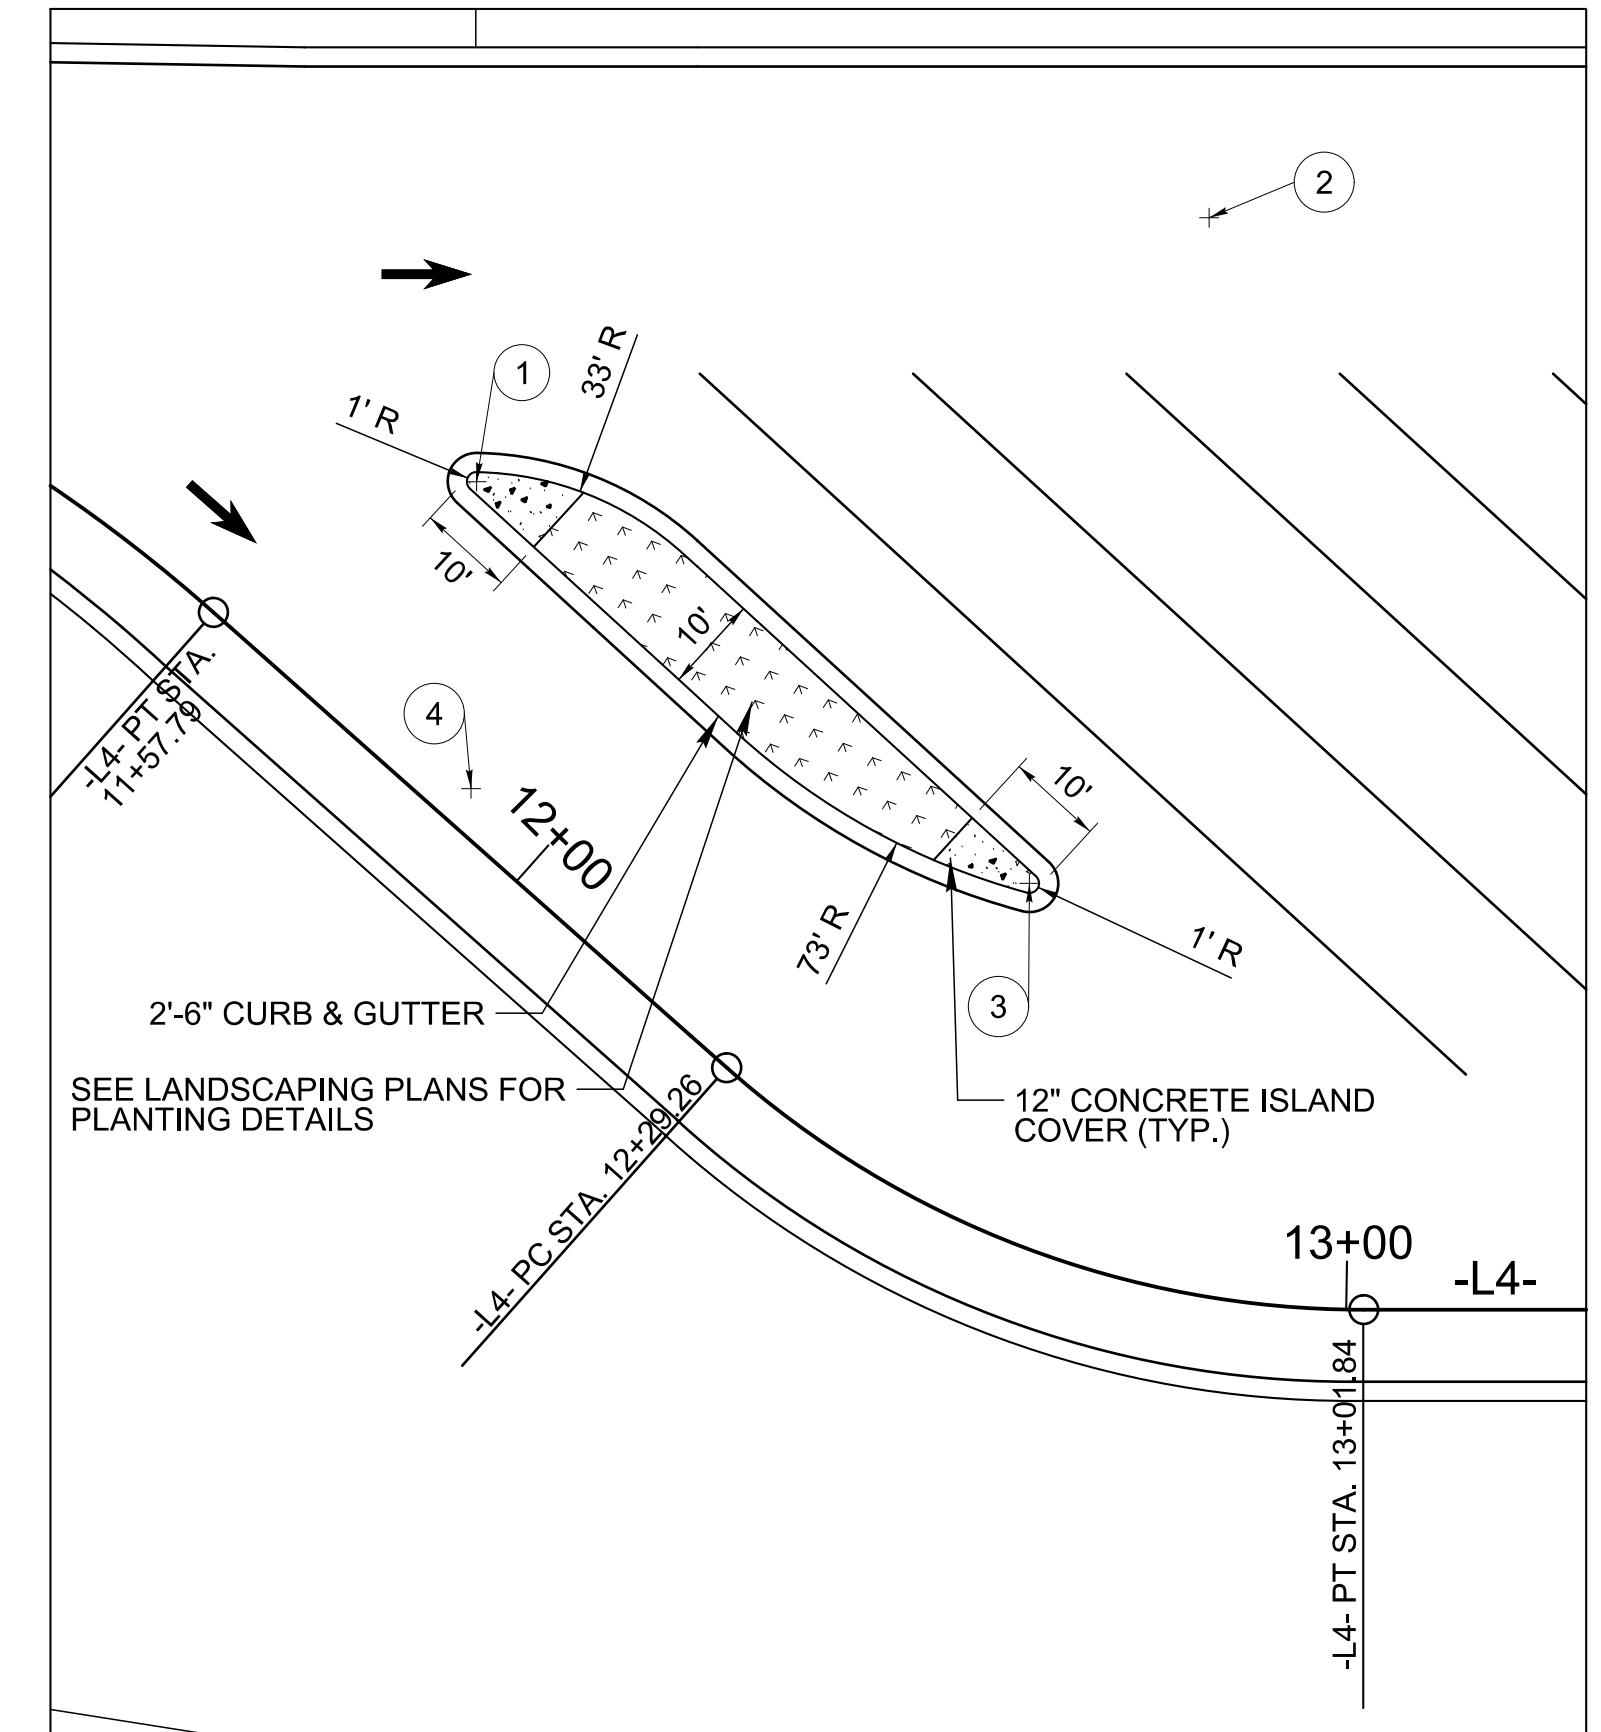 2
1
33' R
1' R
10'
10'
-L4- PT STA.
11+57.79
4
12+00
10'
73' R
1' R
3
2'-6" CURB & GUTTER
SEE LANDSCAPING PLANS FOR
PLANTING DETAILS
12" CONCRETE ISLAND
COVER (TYP.)
-L4- PC STA. 12+29.26
13+00
-L4-
-L4- PT STA. 13+01.84